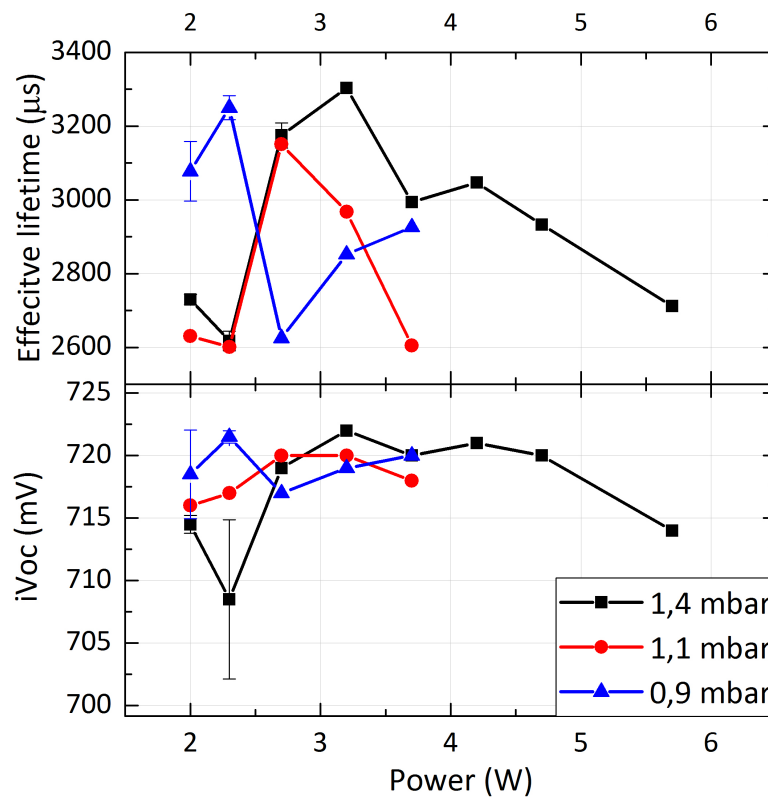 2 3 4 5 6
Effecitve lifetime (μs)
3400
3200
3000
2800
2600
iVoc (mV)
725
720
715
710
705
700
1,4 mbar
1,1 mbar
0,9 mbar
2 3 4 5 6
Power (W)